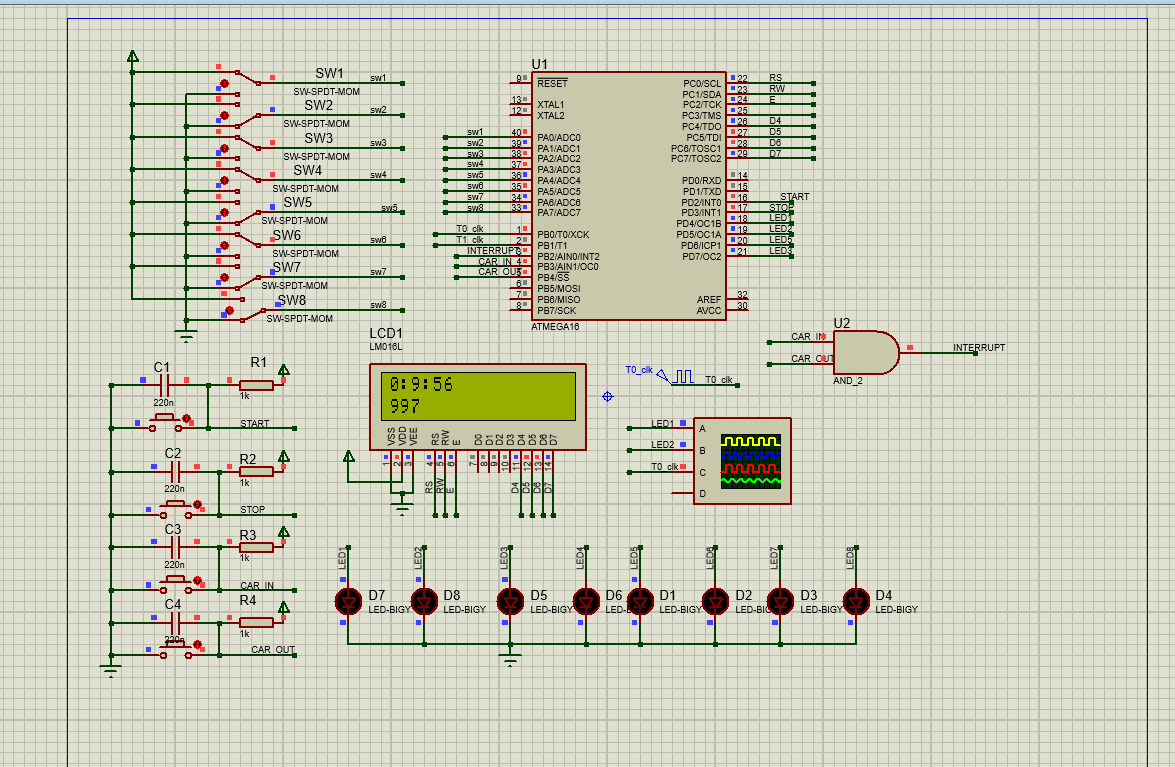 SW1
sw1
SW-SPDT-MOM
SW2
sw2
SW-SPDT-MOM
SW3
sw3
SW-SPDT-MOM
SW4
sw4
SW-SPDT-MOM
SW5
sw5
SW-SPDT-MOM
SW6
sw6
SW-SPDT-MOM
SW7
sw7
SW-SPDT-MOM
SW8
sw8
SW-SPDT-MOM
U1
9 RESET
13 XTAL1
12 XTAL2
sw1 40 PA0/ADC0
sw2 39 PA1/ADC1
sw3 38 PA2/ADC2
sw4 37 PA3/ADC3
sw5 36 PA4/ADC4
sw6 35 PA5/ADC5
sw7 34 PA6/ADC6
sw8 33 PA7/ADC7
T0_clk 1 PB0/T0/XCK
T1_clk 2 PB1/T1
INTERRUPT 3 PB2/AIN0/INT2
CAR_IN 4 PB3/AIN1/OC0
CAR_OUT 5 PB4/SS
6 PB5/MOSI
7 PB6/MISO
8 PB7/SCK
PC0/SCL 22 RS
PC1/SDA 23 RW
PC2/TCK 24 E
PC3/TMS 25
PC4/TDO 26 D4
PC5/TDI 27 D5
PC6/TOSC1 28 D6
PC7/TOSC2 29 D7
PD0/RXD 14
PD1/TXD 15
PD2/INT0 16 START
PD3/INT1 17 STOP
PD4/OC1B 18 LED1
PD5/OC1A 19 LED2
PD6/ICP1 20 LED5
PD7/OC2 21 LED3
AREF 32
AVCC 30
ATMEGA16
U2
CAR_IN
CAR_OUT
INTERRUPT
AND_2
LCD1
LM016L
0:9:56
997
VSS VDD VEE RS RW E D0 D1 D2 D3 D4 D5 D6 D7
1 2 3 4 5 6 7 8 9 10 11 12 13 14
RS RW E D4 D5 D6 D7
T0_clk
T0_clk
LED1 A
LED2 B
T0_clk C
D
C1
220n
R1
1k
START
C2
220n
R2
1k
STOP
C3
220n
R3
1k
CAR_IN
C4
220n
R4
1k
CAR_OUT
LED1 LED2 LED3 LED4 LED5 LED6 LED7 LED8
D7 D8 D5 D6 D1 D2 D3 D4
LED-BIGY LED-BIGY LED-BIGY LED-BIGY LED-BIGY LED-BIGY LED-BIGY